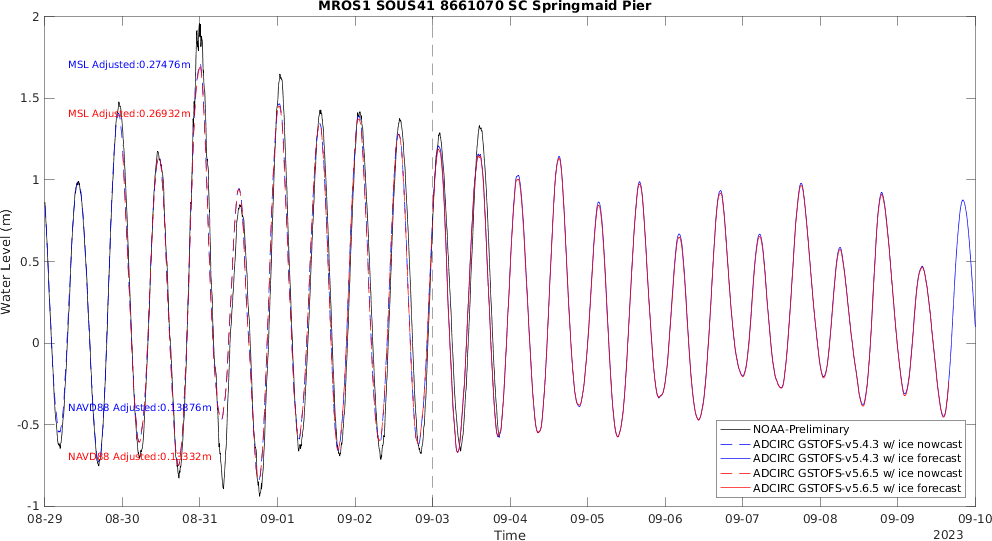 MROS1 SOUS41 8661070 SC Springmaid Pier
2
MSL Adjusted:0.27476m
1.5
MSL Adjusted:0.26932m
1
0.5
Water Level (m)
0
NAVD88 Adjusted:0.13876m
-0.5
NAVD88 Adjusted:0.13332m
-1
NOAA-Preliminary
ADCIRC GSTOFS-v5.4.3 w/ ice nowcast
ADCIRC GSTOFS-v5.4.3 w/ ice forecast
ADCIRC GSTOFS-v5.6.5 w/ ice nowcast
ADCIRC GSTOFS-v5.6.5 w/ ice forecast
08-29 08-30 08-31 09-01 09-02 09-03 09-04 09-05 09-06 09-07 09-08 09-09 09-10
Time
2023